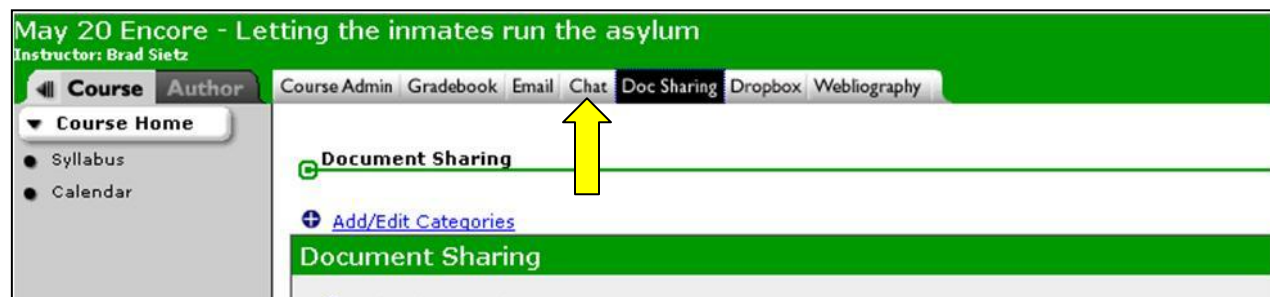 May 20 Encore - Letting the inmates run the asylum
Instructor: Brad Sietz
Course Author
Course Admin Gradebook Email Chat Doc Sharing Dropbox Webliography
Course Home
Syllabus
Calendar
Document Sharing
Add/Edit Categories
Document Sharing